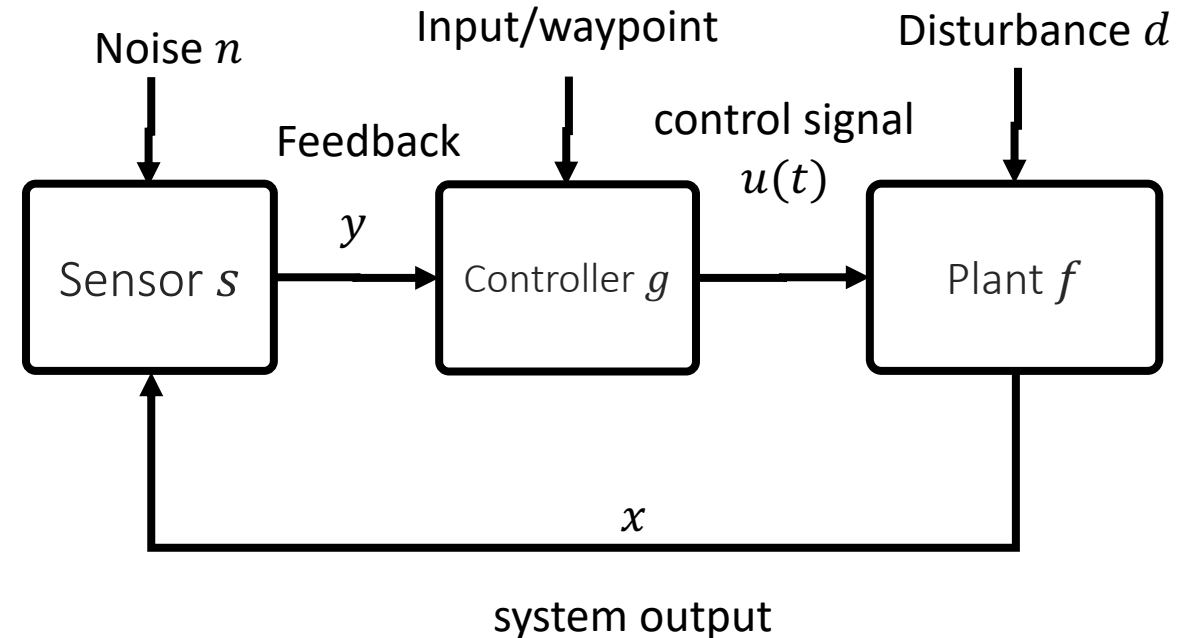 Noise n
Input/waypoint
Disturbance d
Feedback
control signal
u(t)
y
Sensor s
Controller g
Plant f
x
system output